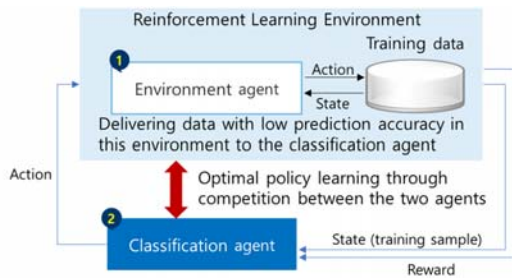 Reinforcement Learning Environment
Training data
1
Environment agent
Action
State
Delivering data with low prediction accuracy in
this environment to the classification agent
Action
Optimal policy learning through
competition between the two agents
2
Classification agent
State (training sample)
Reward